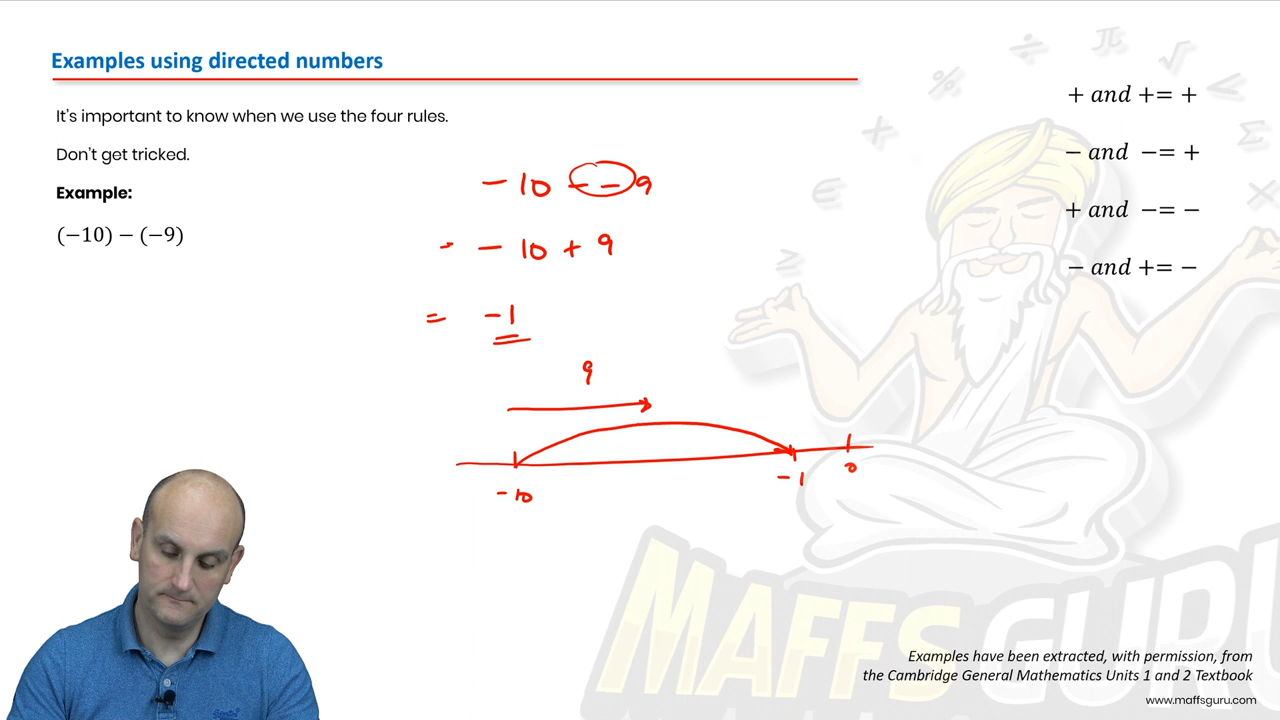 Examples using directed numbers
It's important to know when we use the four rules.
Don't get tricked.
Example:
(−10) − (−9)
− 10 − − 9
= − 10 + 9
= − 1
9
− 10
− 1
0
+ and + = +
− and − = +
+ and − = −
− and + = −
MAFFS GURU
Examples have been extracted, with permission, from
the Cambridge General Mathematics Units 1 and 2 Textbook
www.maffsguru.com